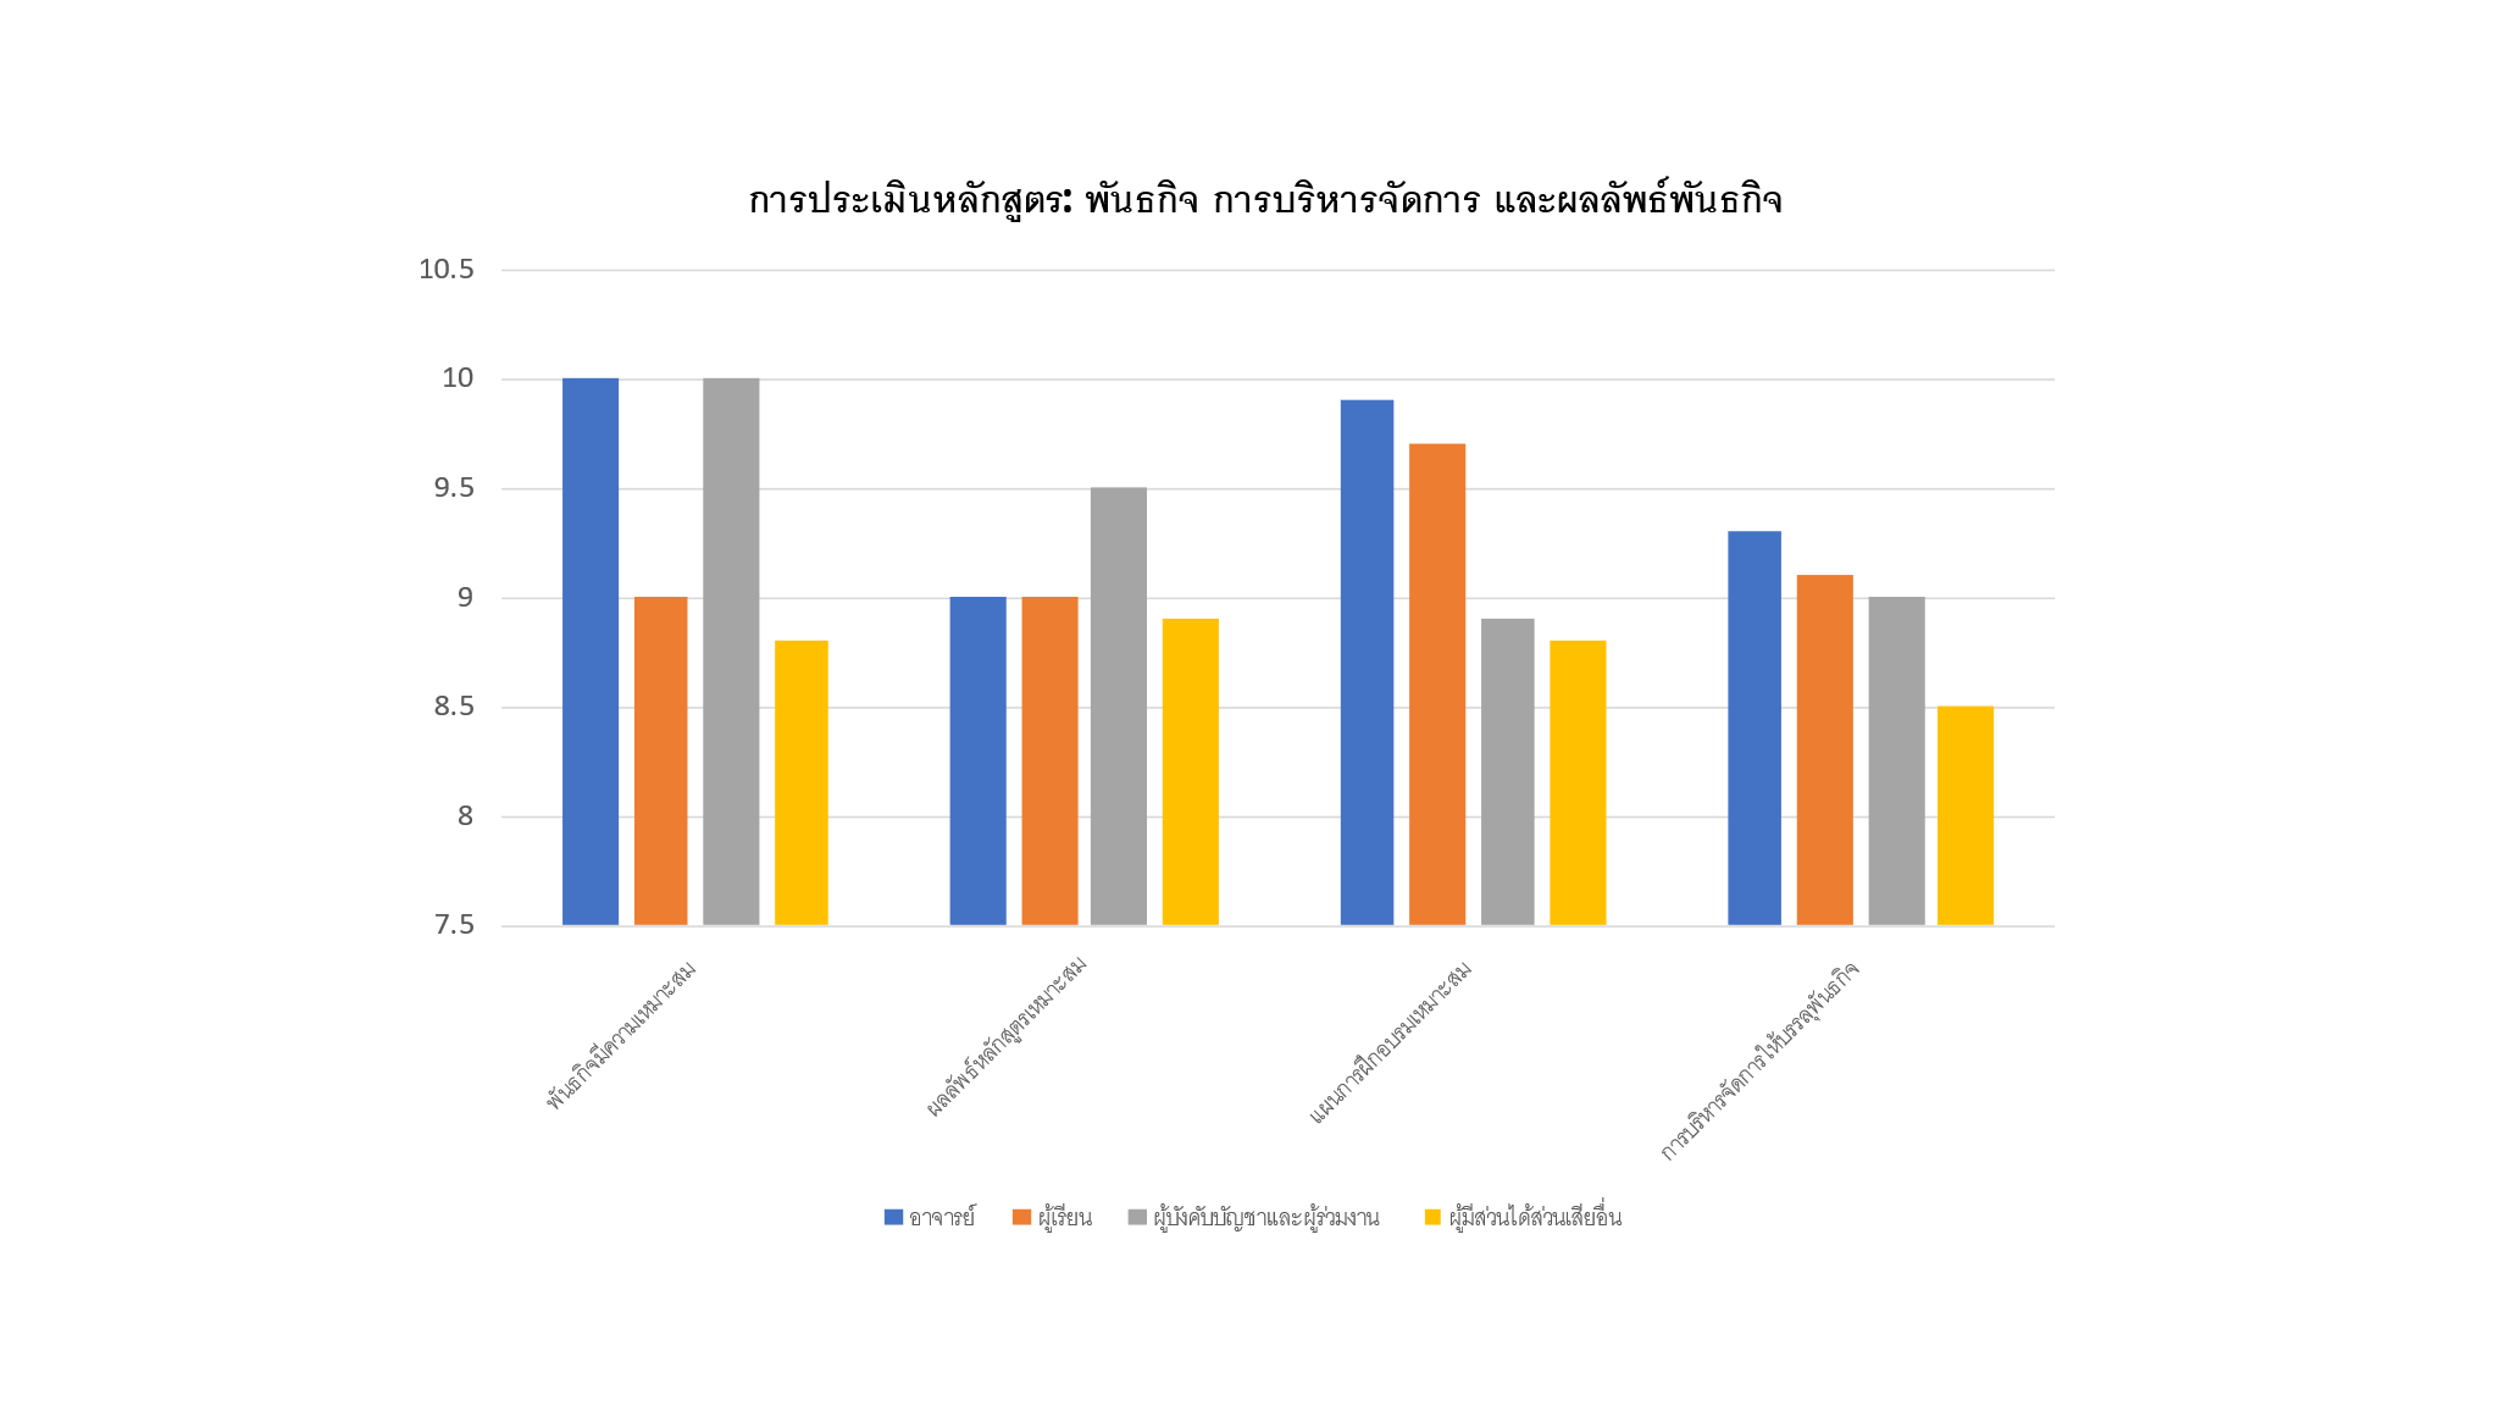 การประเมินหลักสูตร: พันธกิจ การบริหารจัดการ และผลลัพธ์พันธกิจ
10.5
10
9.5
9
8.5
8
7.5
พันธกิจมีความเหมาะสม
ผลลัพธ์หลักสูตรเหมาะสม
แผนการฝึกอบรมเหมาะสม
การบริหารจัดการให้บรรลุพันธกิจ
อาจารย์
ผู้เรียน
ผู้บังคับบัญชาและผู้ร่วมงาน
ผู้มีส่วนได้ส่วนเสียอื่น